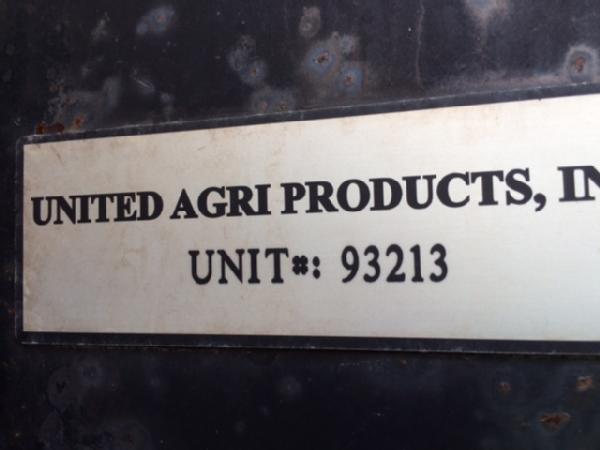 UNITED AGRI PRODUCTS, IN
UNIT#: 93213